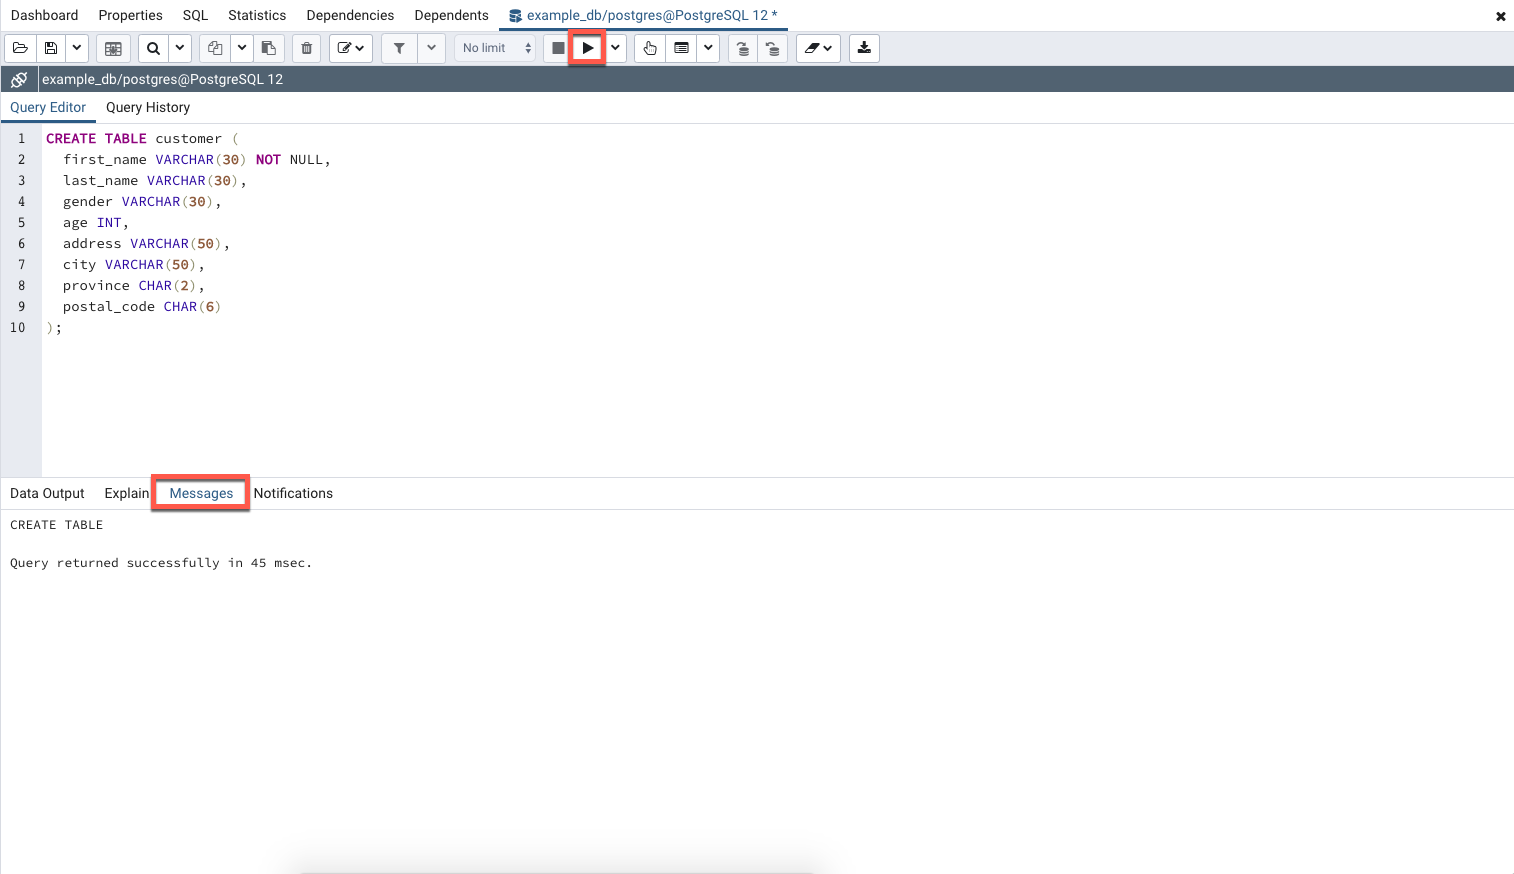 Dashboard Properties SQL Statistics Dependencies Dependents example_db/postgres@PostgreSQL 12 *
No limit
example_db/postgres@PostgreSQL 12
Query Editor Query History
1 CREATE TABLE customer (
2 first_name VARCHAR(30) NOT NULL,
3 last_name VARCHAR(30),
4 gender VARCHAR(30),
5 age INT,
6 address VARCHAR(50),
7 city VARCHAR(50),
8 province CHAR(2),
9 postal_code CHAR(6)
10 );
Data Output Explain Messages Notifications
CREATE TABLE
Query returned successfully in 45 msec.